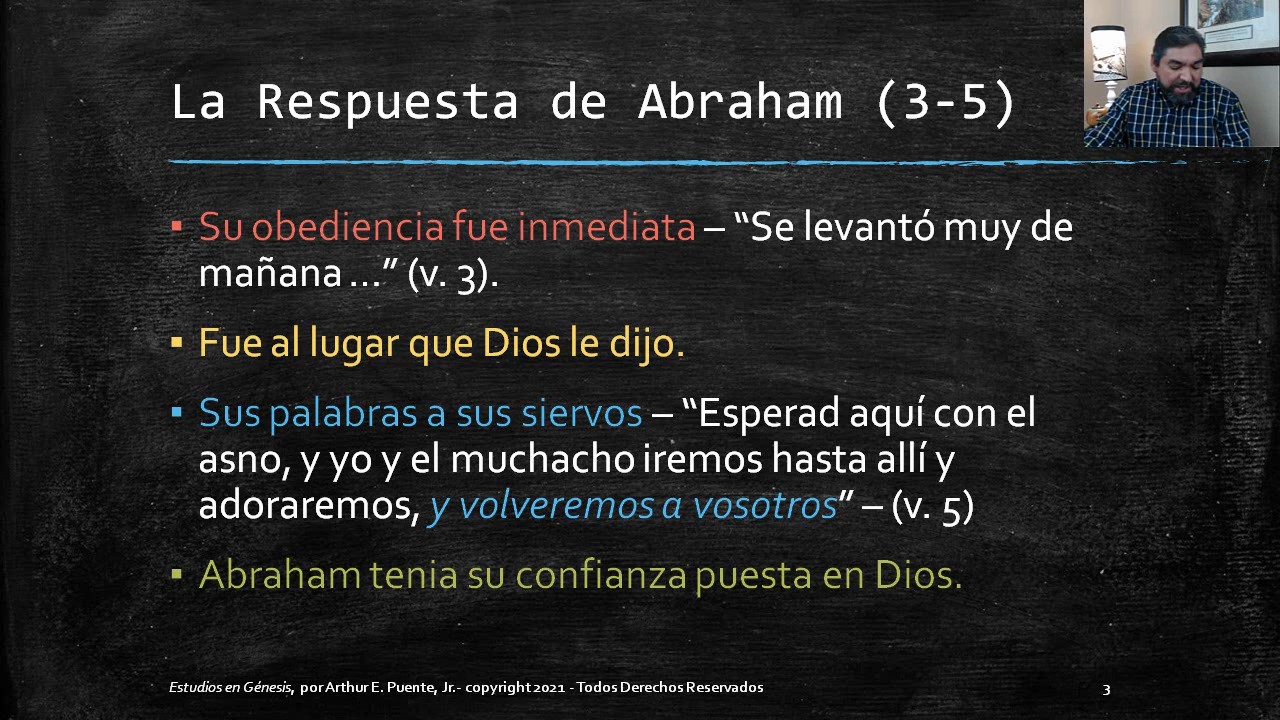 La Respuesta de Abraham (3-5)
▪ Su obediencia fue inmediata – “Se levantó muy de
mañana ...” (v. 3).
▪ Fue al lugar que Dios le dijo.
▪ Sus palabras a sus siervos – “Esperad aquí con el
asno, y yo y el muchacho iremos hasta allí y
adoraremos, y volveremos a vosotros” – (v. 5)
▪ Abraham tenia su confianza puesta en Dios.
Estudios en Génesis, por Arthur E. Puente, Jr.- copyright 2021 - Todos Derechos Reservados
3